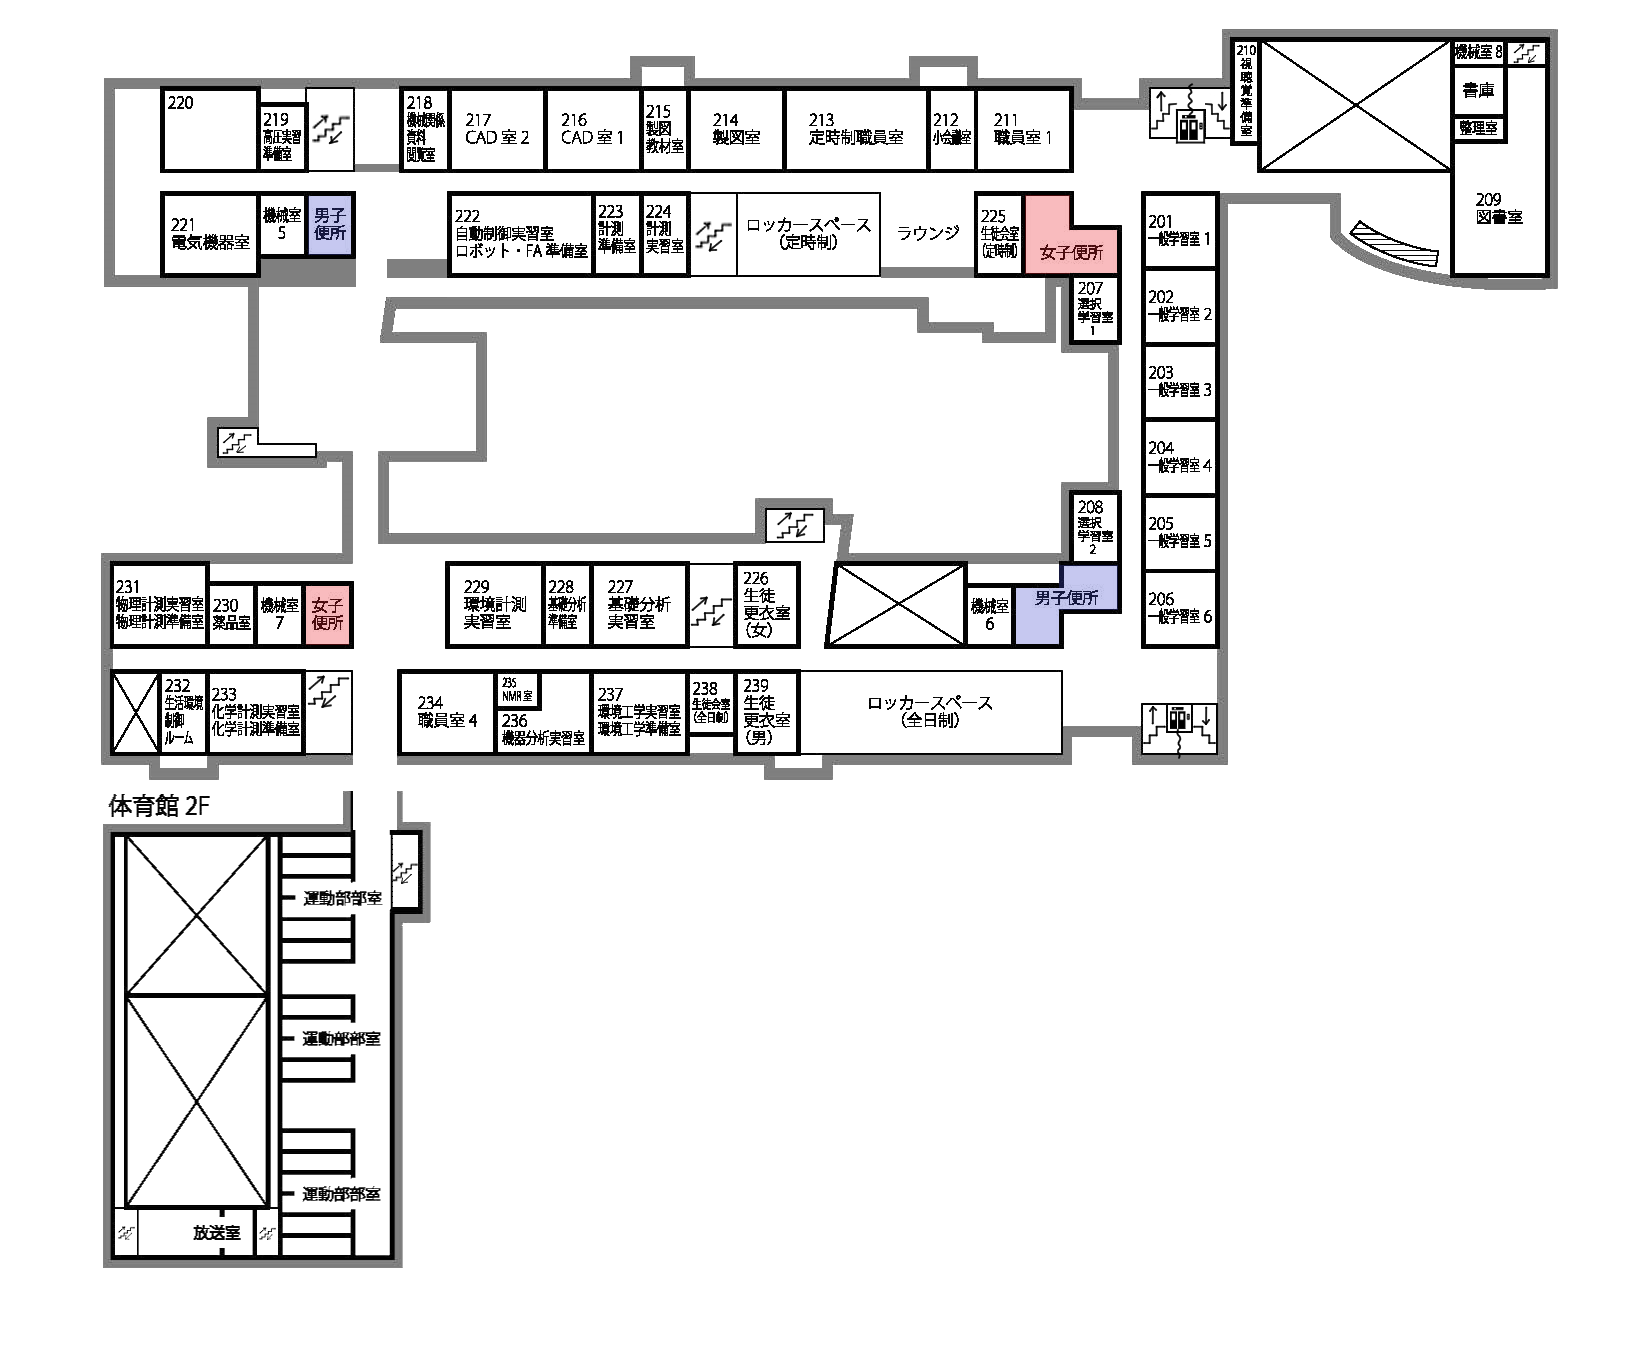 220
219
高圧実習
準備室
218
機械関係
資料
閲覧室
217
CAD 室 2
216
CAD 室 1
215
製図
教材室
214
製図室
213
定時制職員室
212
小会議室
211
職員室 1
210
視
聴
覚
準
備
室
機械室 8
書庫
整理室
209
図書室
221
電気機器室
機械室
5
男子
便所
222
自動制御実習室
ロボット・FA 準備室
223
計測
準備室
224
計測
実習室
ロッカースペース
(定時制)
ラウンジ
225
生徒会室
(定時制)
女子便所
207
選択
学習室
1
201
一般学習室 1
202
一般学習室 2
203
一般学習室 3
204
一般学習室 4
205
一般学習室 5
206
一般学習室 6
208
選択
学習室
2
男子便所
機械室
6
231
物理計測実習室
物理計測準備室
230
薬品室
機械室
7
女子
便所
229
環境計測
実習室
228
基礎分析
準備室
227
基礎分析
実習室
226
生徒
更衣室
(女)
232
生活環境
制御
ルーム
233
化学計測実習室
化学計測準備室
234
職員室 4
235
NMR 室
236
機器分析実習室
237
環境工学実習室
環境工学準備室
238
生徒会室
(全日制)
239
生徒
更衣室
(男)
ロッカースペース
(全日制)
体育館 2F
運動部部室
運動部部室
運動部部室
放送室